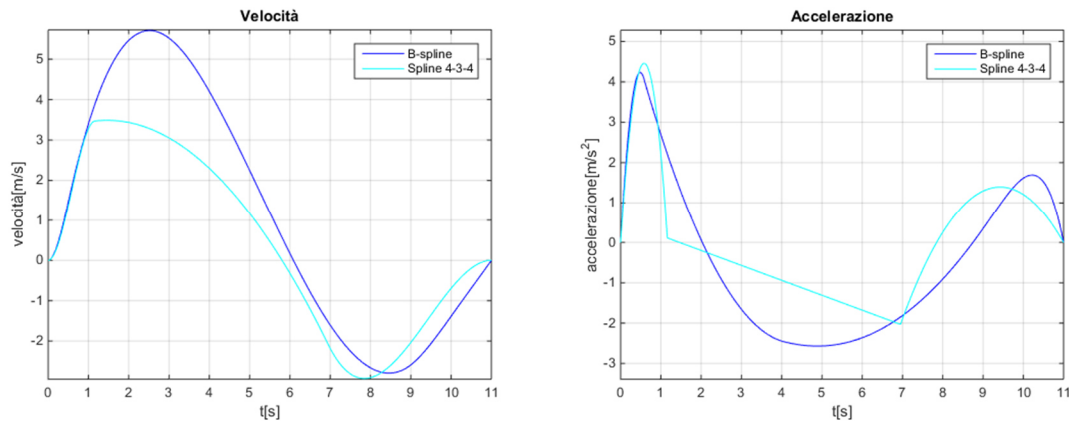 Velocità
B-spline
Spline 4-3-4
velocità[m/s]
5
4
3
2
1
0
-1
-2
0 1 2 3 4 5 6 7 8 9 10 11
t[s]
Accelerazione
B-spline
Spline 4-3-4
accelerazione[m/s²]
5
4
3
2
1
0
-1
-2
-3
0 1 2 3 4 5 6 7 8 9 10 11
t[s]